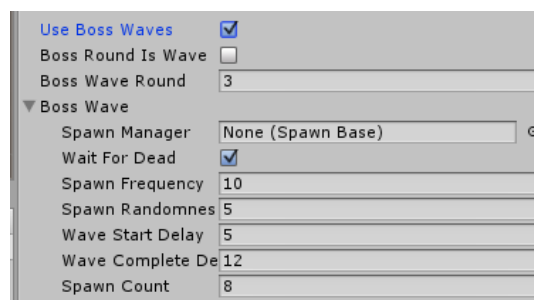 Use Boss Waves
Boss Round Is Wave
Boss Wave Round 3
Boss Wave
Spawn Manager None (Spawn Base)
Wait For Dead
Spawn Frequency 10
Spawn Randomnes 5
Wave Start Delay 5
Wave Complete De 12
Spawn Count 8